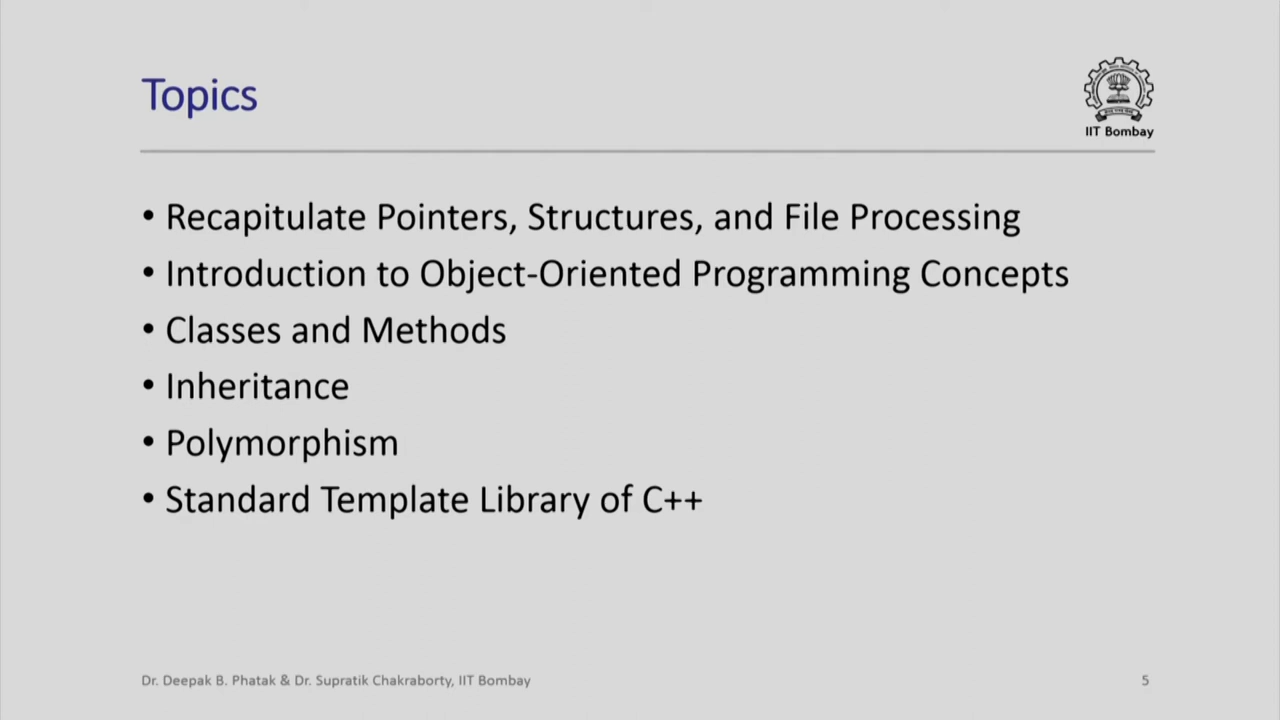 Topics
IIT Bombay
• Recapitulate Pointers, Structures, and File Processing
• Introduction to Object-Oriented Programming Concepts
• Classes and Methods
• Inheritance
• Polymorphism
• Standard Template Library of C++
Dr. Deepak B. Phatak & Dr. Supratik Chakraborty, IIT Bombay
5